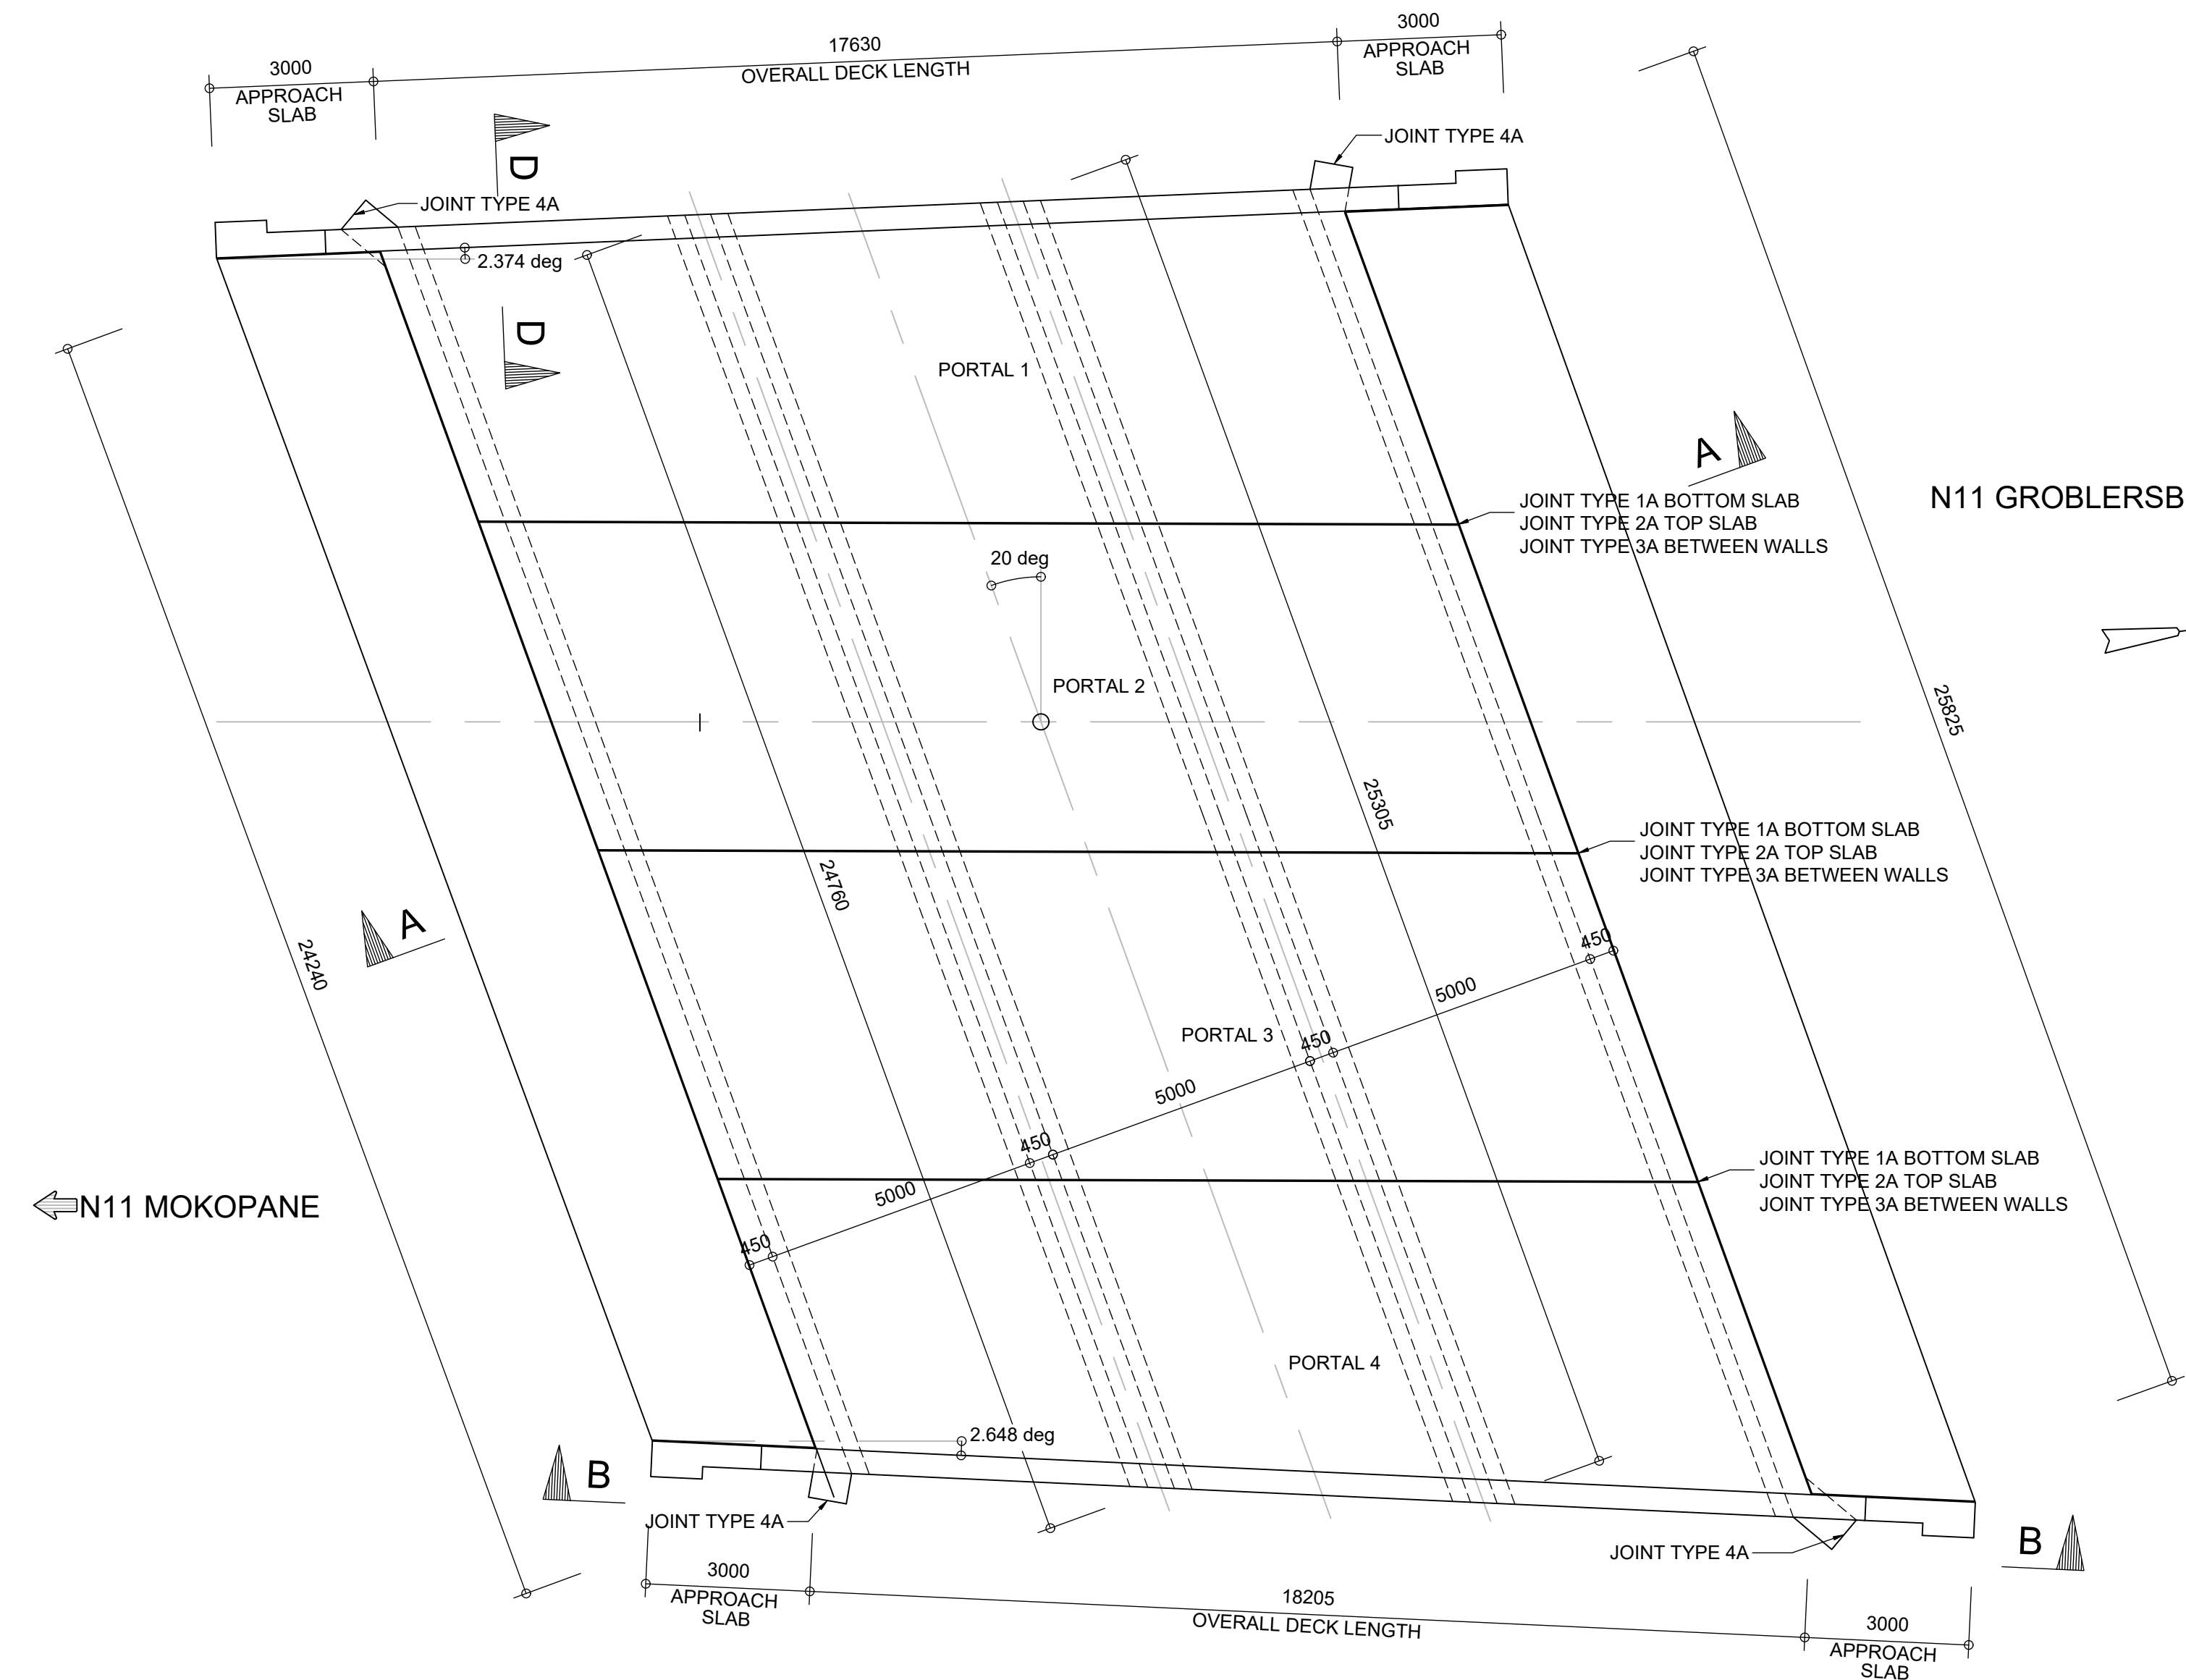 3000
APPROACH
SLAB
17630
OVERALL DECK LENGTH
3000
APPROACH
SLAB
JOINT TYPE 4A
D
JOINT TYPE 4A
2.374 deg
D
PORTAL 1
A
JOINT TYPE 1A BOTTOM SLAB
JOINT TYPE 2A TOP SLAB
JOINT TYPE 3A BETWEEN WALLS
N11 GROBLERSB
20 deg
PORTAL 2
25825
25305
JOINT TYPE 1A BOTTOM SLAB
JOINT TYPE 2A TOP SLAB
JOINT TYPE 3A BETWEEN WALLS
24760
A
24240
450
5000
PORTAL 3
450
5000
450
5000
450
JOINT TYPE 1A BOTTOM SLAB
JOINT TYPE 2A TOP SLAB
JOINT TYPE 3A BETWEEN WALLS
N11 MOKOPANE
PORTAL 4
2.648 deg
B
JOINT TYPE 4A
B
JOINT TYPE 4A
3000
APPROACH
SLAB
18205
OVERALL DECK LENGTH
3000
APPROACH
SLAB